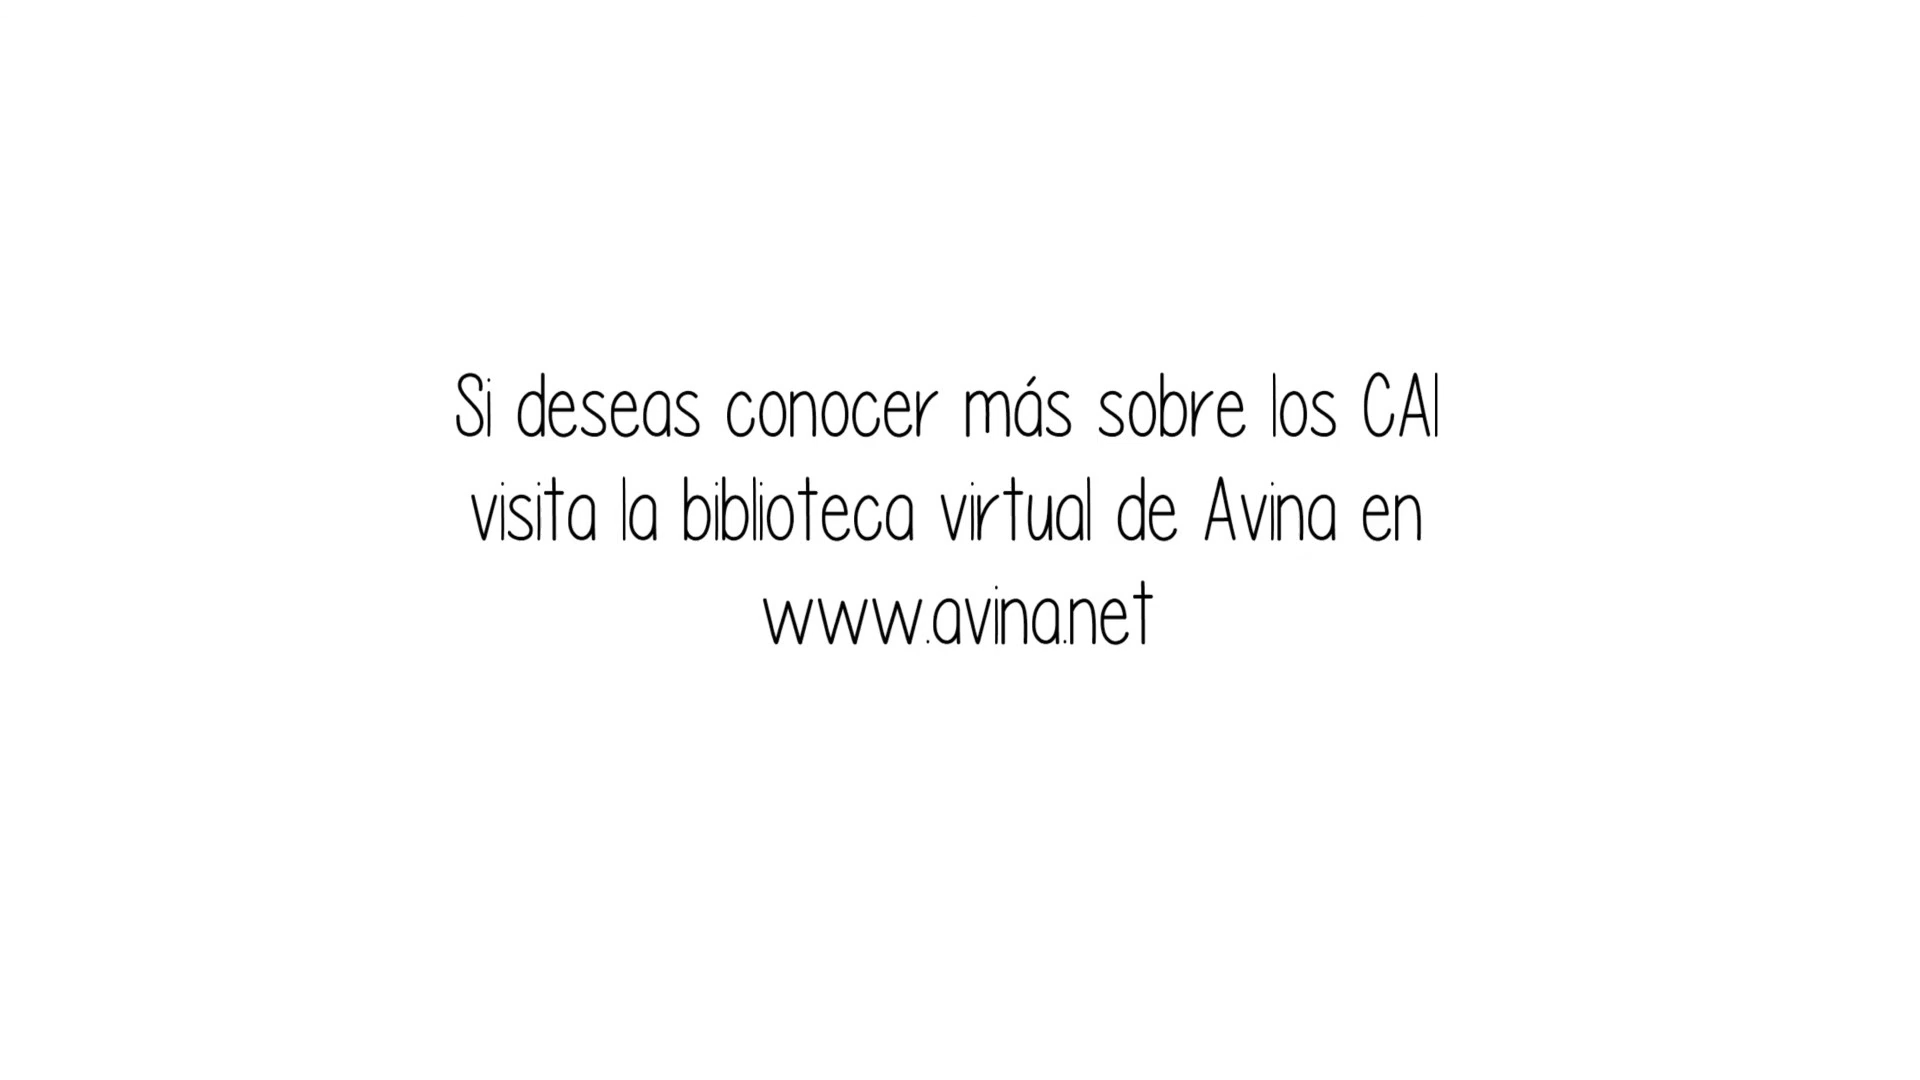 Si deseas conocer más sobre los CAI
visita la biblioteca virtual de Avina en
www.avina.net